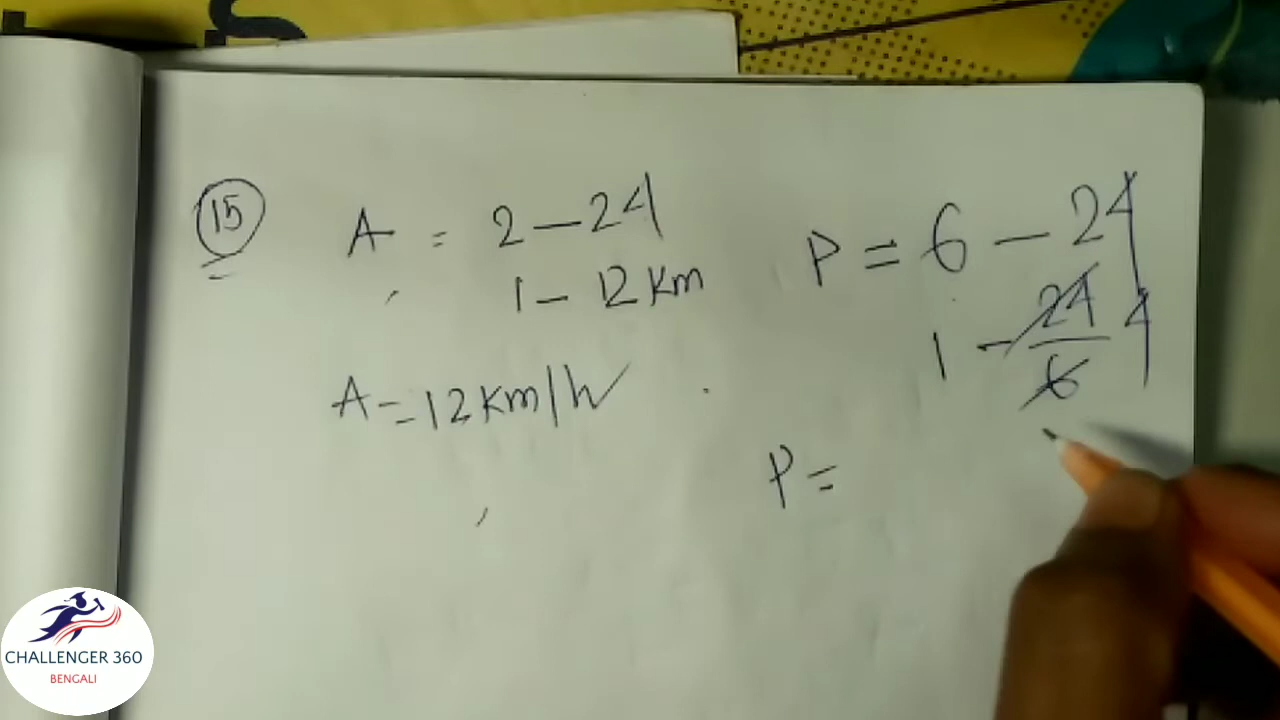 15
A = 2 - 24
1 - 12 Km
A = 12 Km/h
P = 6 - 24
1 - 24/6 4
P =
CHALLENGER 360
BENGALI